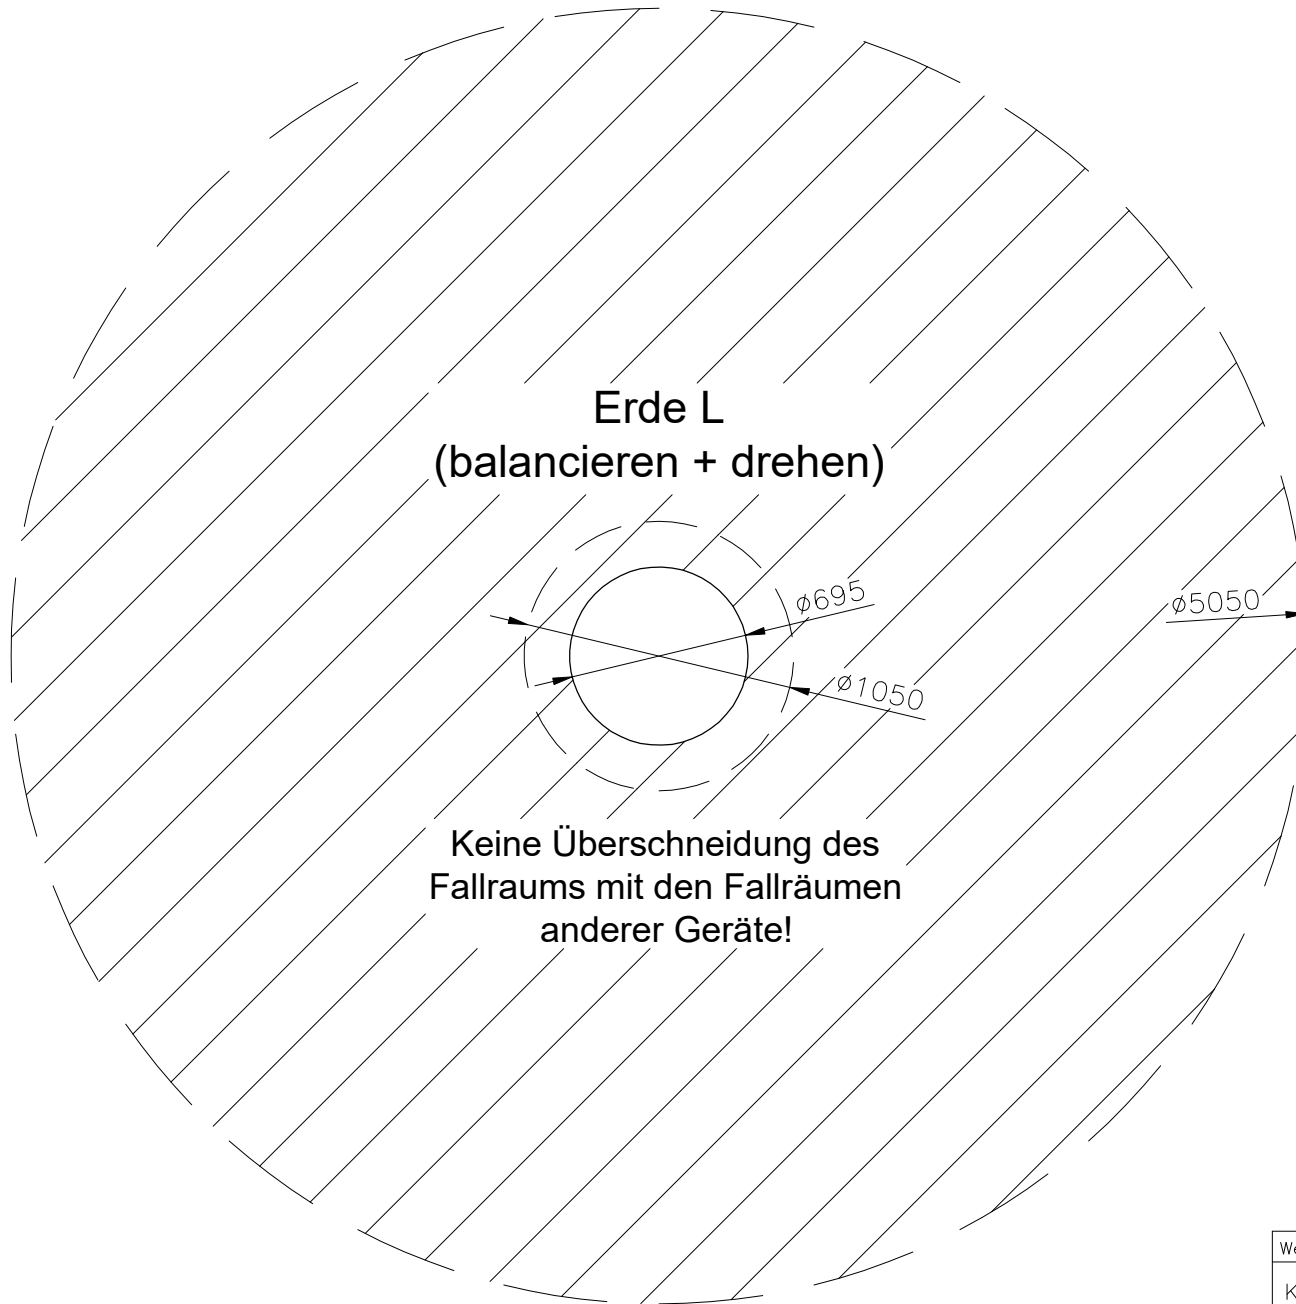 Erde L
(balancieren + drehen)
ø695
ø5050
ø1050
Keine Überschneidung des
Fallraums mit den Fallräumen
anderer Geräte!